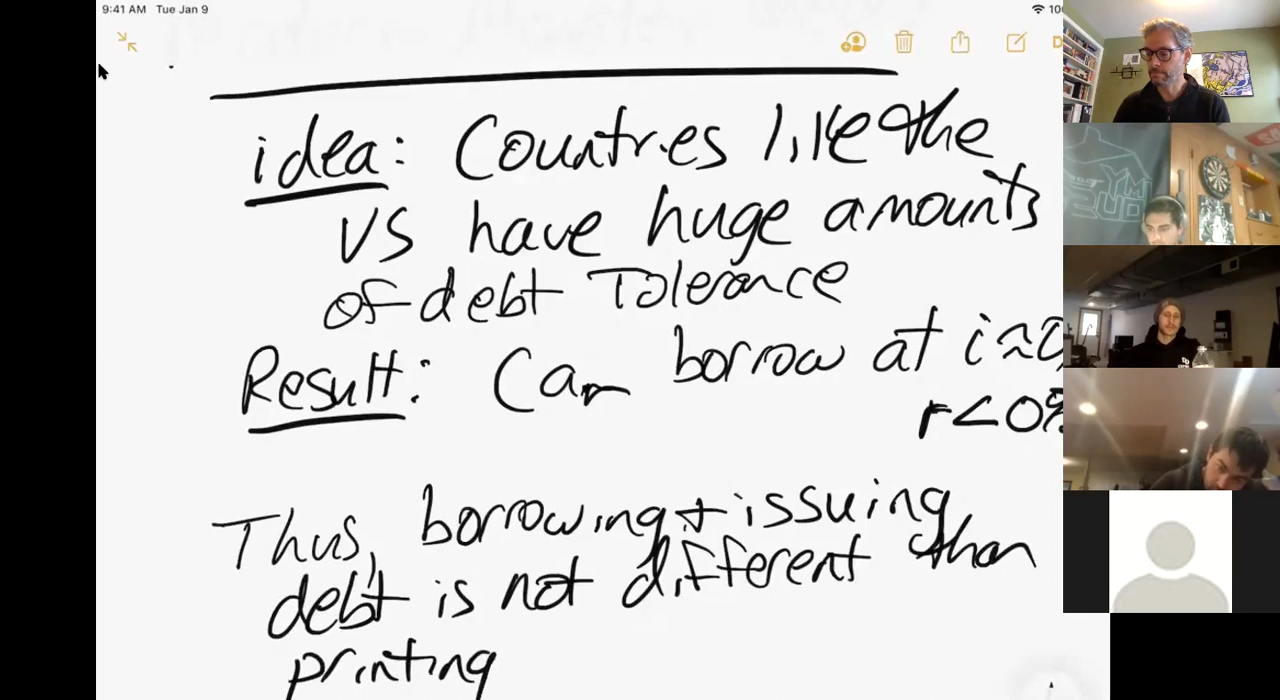 9:41 AM Tue Jan 9
idea: Countries like the
US have huge amounts
of debt Tolerance
Result: Can borrow at i≈0
r<0%
Thus, borrowing + issuing
debt is not different than
printing